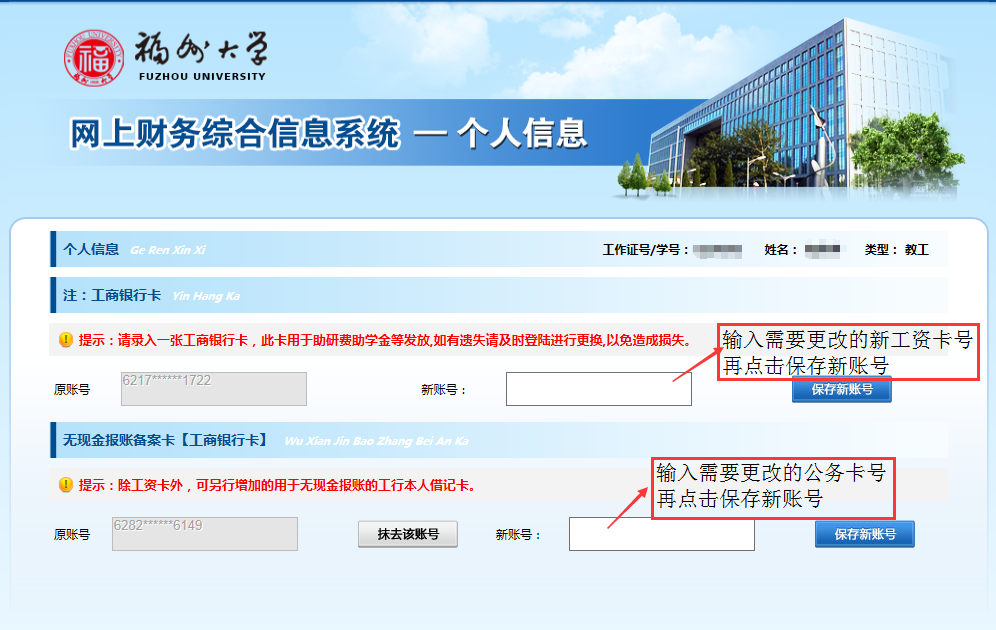 福州大学
FUZHOU UNIVERSITY
网上财务综合信息系统 — 个人信息
个人信息 Ge Ren Xin Xi 工作证号/学号： 姓名： 类型： 教工
注：工商银行卡 Yin Hang Ka
提示：请录入一张工商银行卡，此卡用于助研费助学金等发放,如有遗失请及时登陆进行更换,以免造成损失。
输入需要更改的新工资卡号
再点击保存新账号
原账号 6217******1722 新账号： 保存新账号
无现金报账备案卡【工商银行卡】 Wu Xian Jin Bao Zhang Bei An Ka
输入需要更改的公务卡号
再点击保存新账号
提示：除工资卡外，可另行增加的用于无现金报账的工行本人借记卡。
原账号 6282******6149 抹去该账号 新账号： 保存新账号